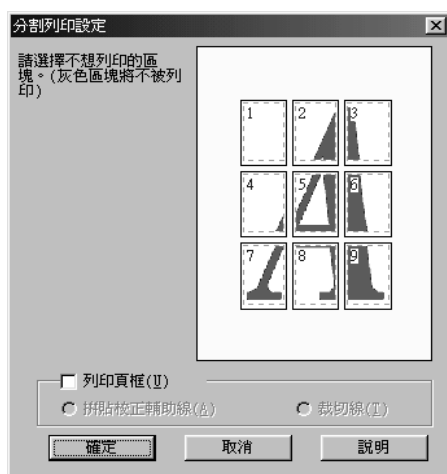 分割列印設定
請選擇不想列印的區
塊。(灰色區塊將不被列
印)
1 2 3
4 5 6
7 8 9
列印頁框(U)
拼貼校正輔助線(A) 裁切線(T)
確定 取消 說明